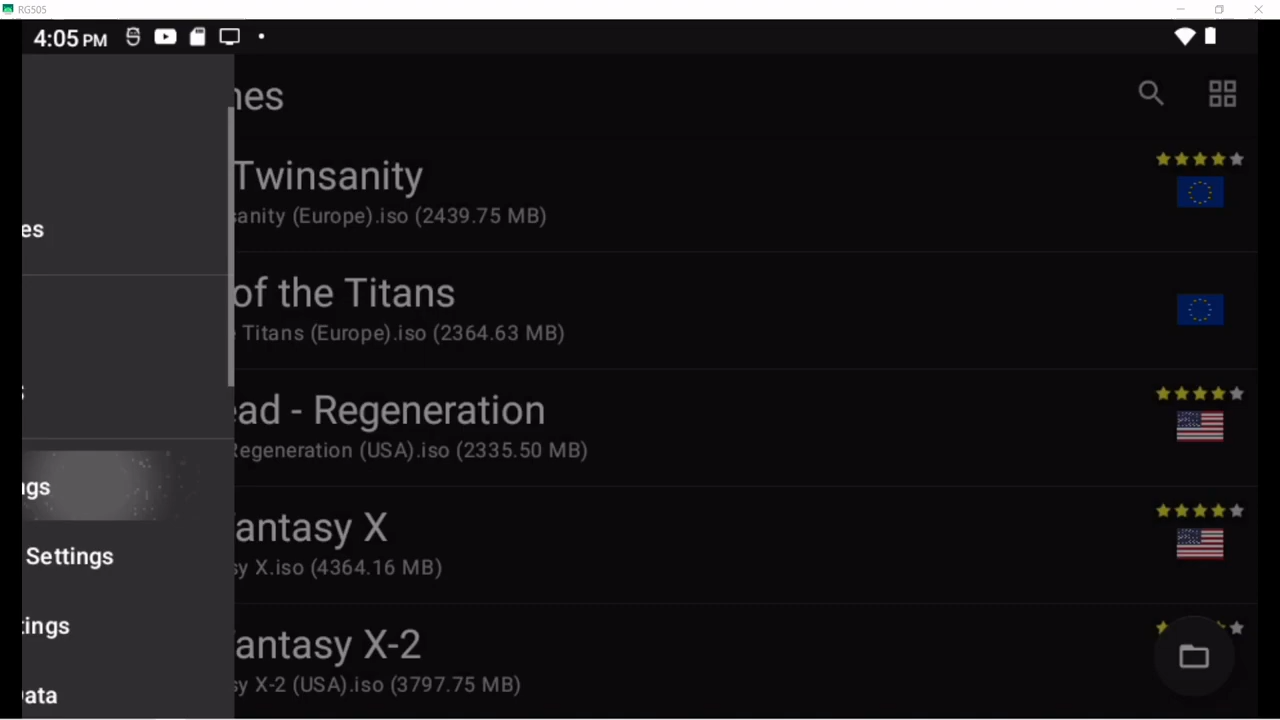 RG505
4:05 PM
nes
Twinsanity
sanity (Europe).iso (2439.75 MB)
es
of the Titans
Titans (Europe).iso (2364.63 MB)
s
ead - Regeneration
Regeneration (USA).iso (2335.50 MB)
ngs
antasy X
sy X.iso (4364.16 MB)
Settings
tings
antasy X-2
sy X-2 (USA).iso (3797.75 MB)
Data